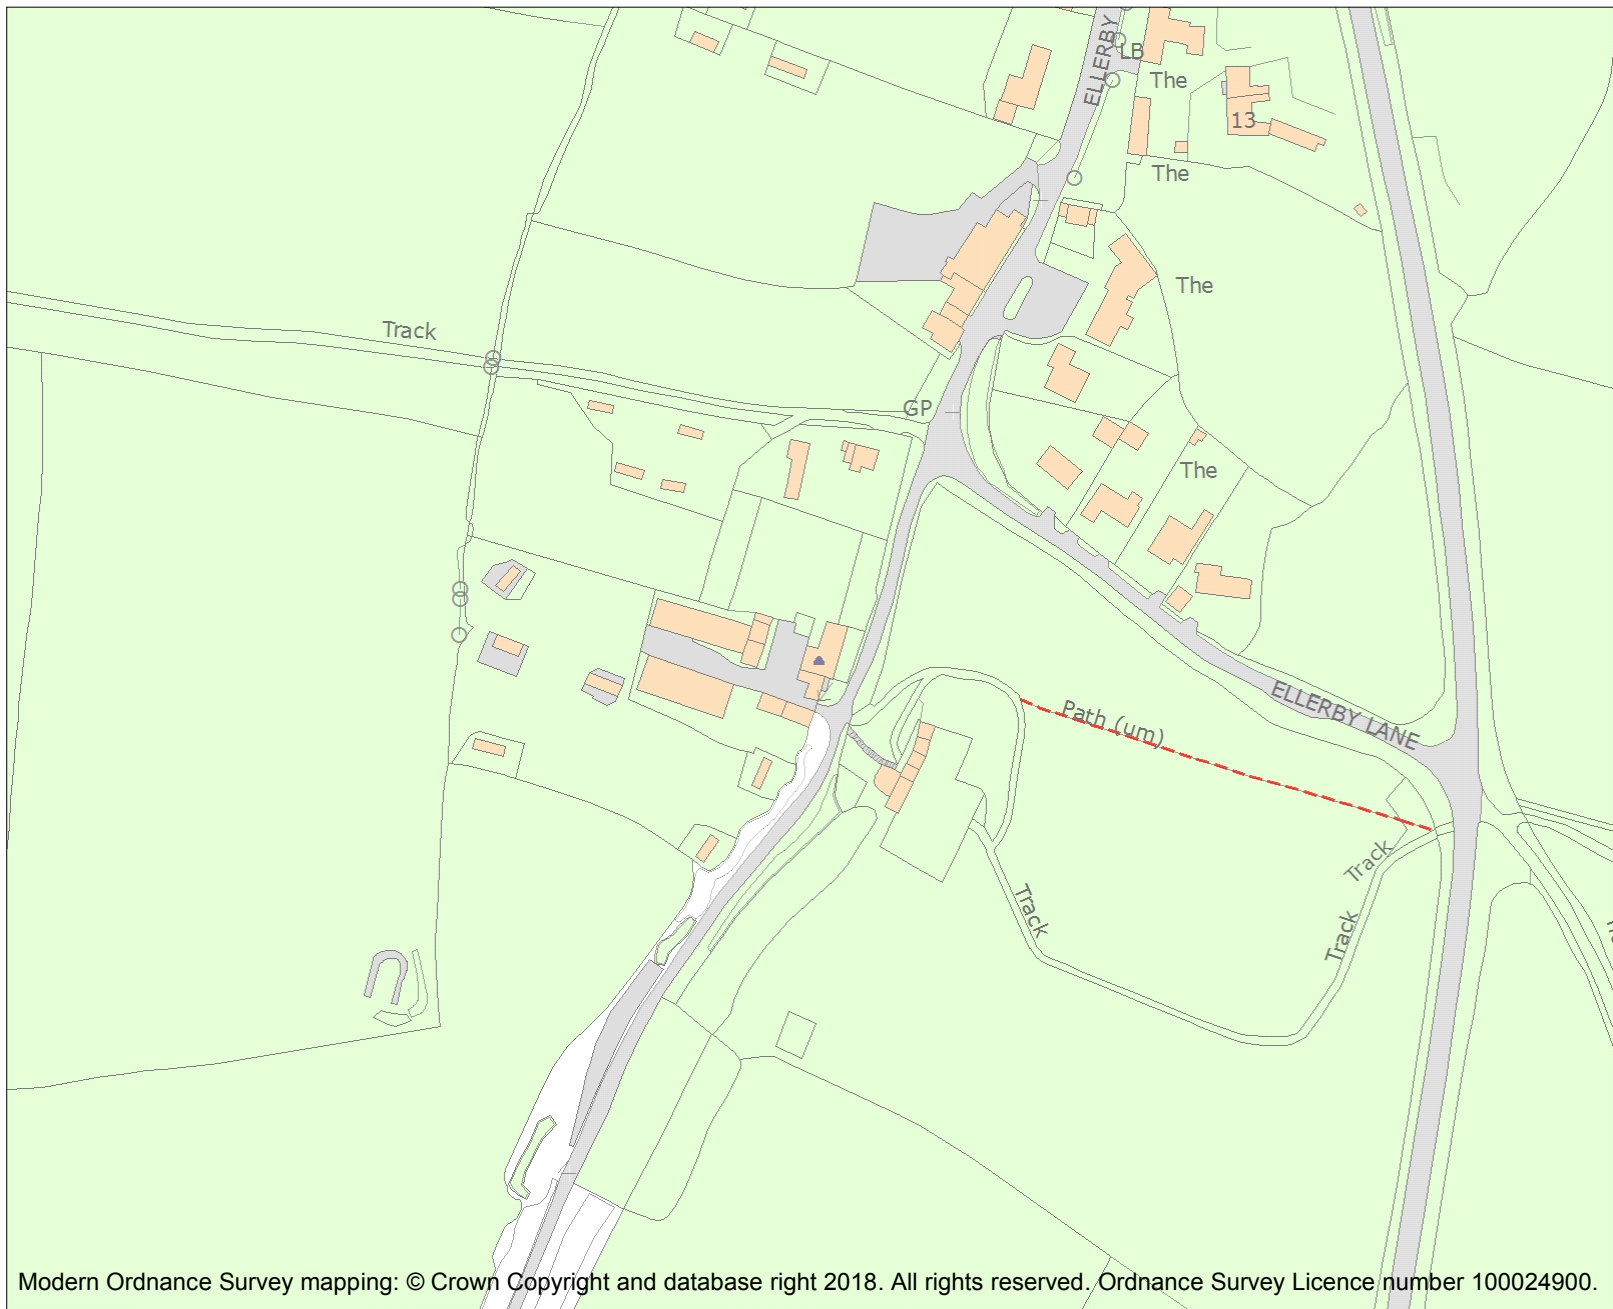 ELLERBY
LB
The
13
The
The
Track
GP
The
ELLERBY LANE
Path (um)
Track
Track
Track
Modern Ordnance Survey mapping: © Crown Copyright and database right 2018. All rights reserved. Ordnance Survey Licence number 100024900.